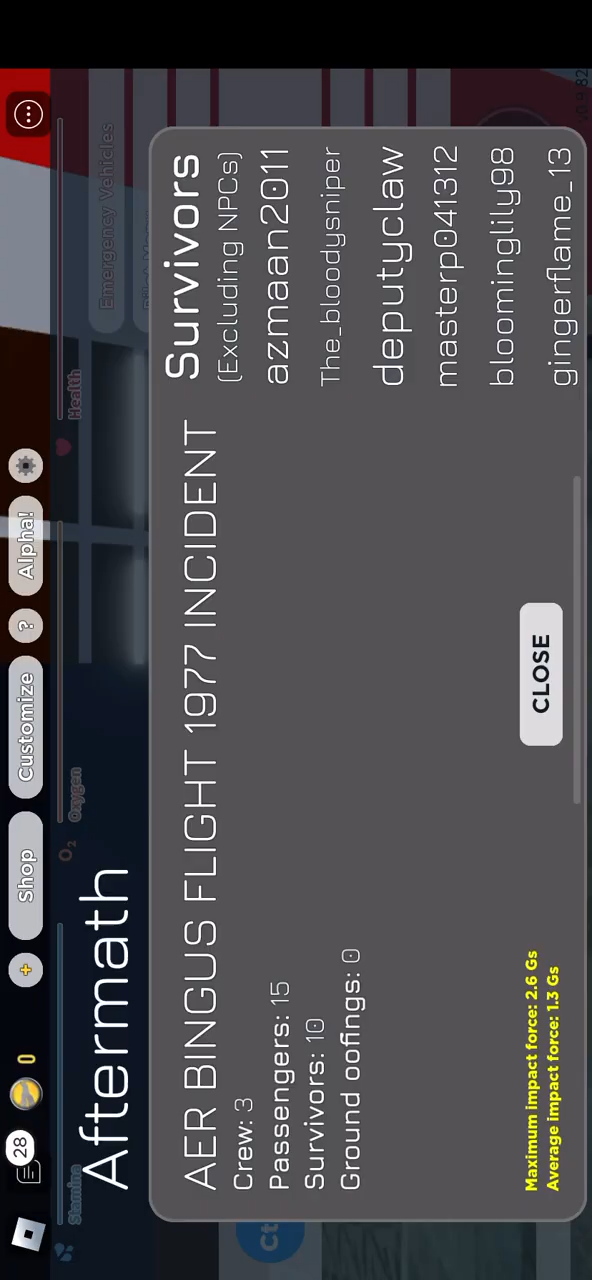 28
0
+
Shop
Customize
?
Alpha!
Stamina
O2
Oxygen
Health
Emergency Vehicles
Aftermath
AER BINGUS FLIGHT 1977 INCIDENT
Crew: 3
Passengers: 15
Survivors: 10
Ground oofings: 0
Maximum impact force: 2.6 Gs
Average impact force: 1.3 Gs
CLOSE
Survivors
(Excluding NPCs)
azmaan2011
The_bloodysniper
deputyclaw
masterp041312
bloominglily98
gingerflame_13
Ct